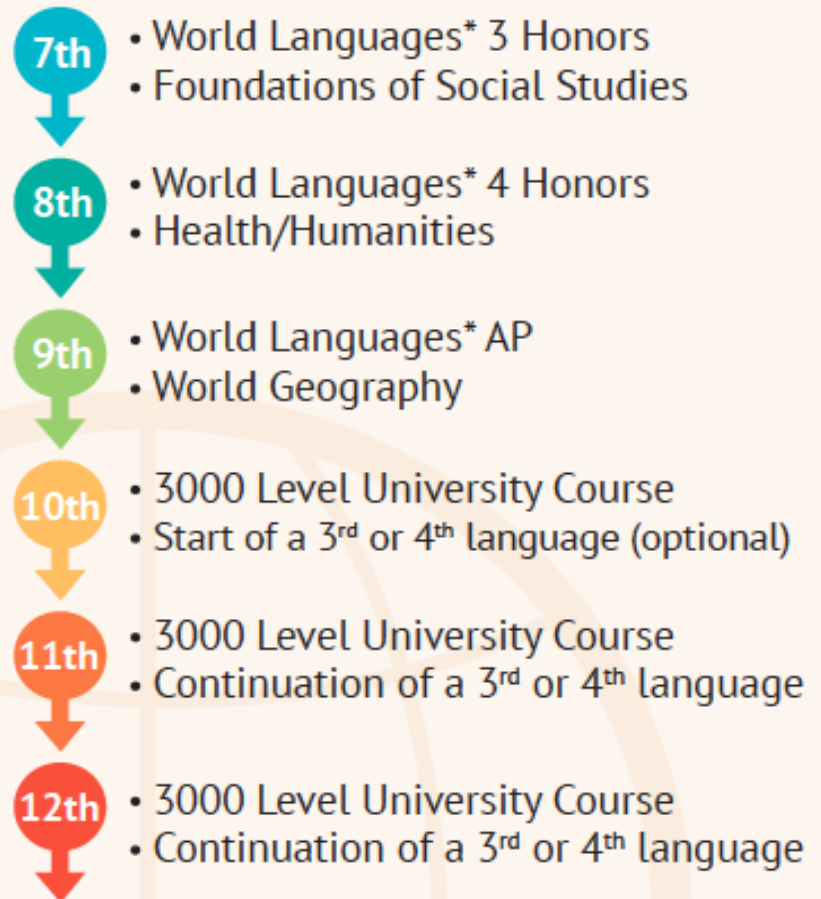 7th
• World Languages* 3 Honors
• Foundations of Social Studies
8th
• World Languages* 4 Honors
• Health/Humanities
9th
• World Languages* AP
• World Geography
10th
• 3000 Level University Course
• Start of a 3rd or 4th language (optional)
11th
• 3000 Level University Course
• Continuation of a 3rd or 4th language
12th
• 3000 Level University Course
• Continuation of a 3rd or 4th language